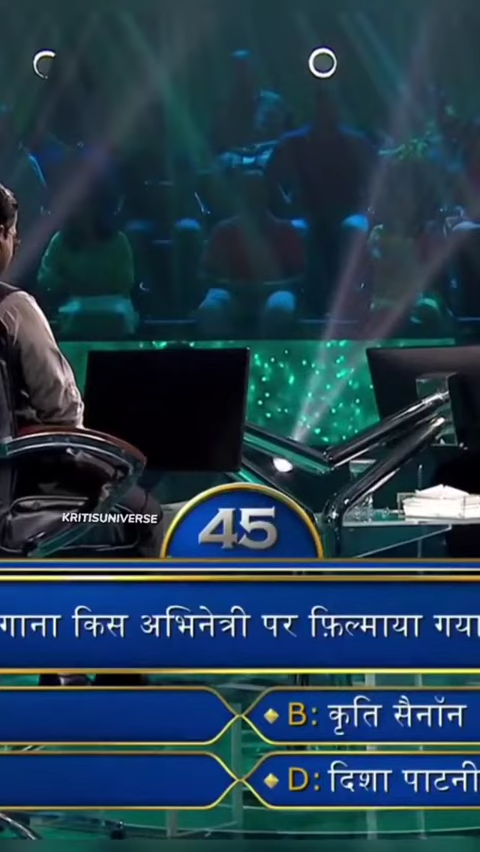 KRITISUNIVERSE
45
गाना किस अभिनेत्री पर फ़िल्माया गया
B: कृति सैनॉन
D: दिशा पाटनी